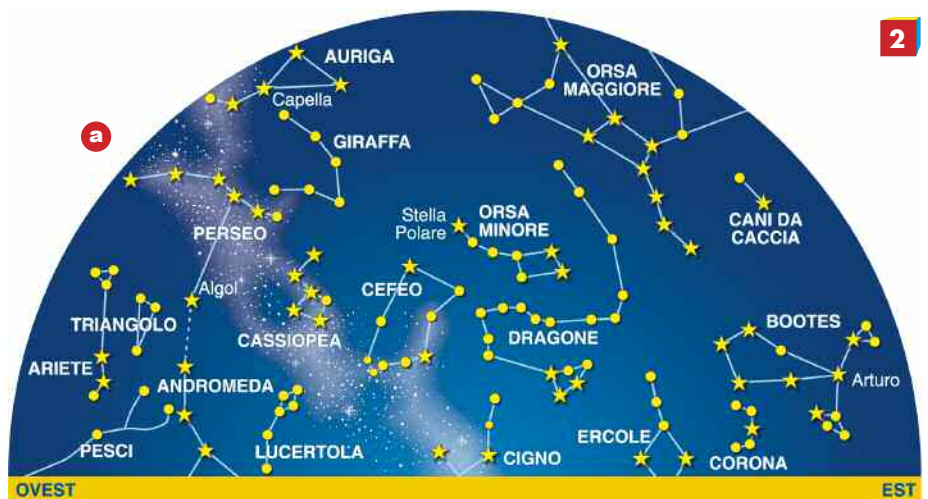 2
AURIGA
Capella
ORSA
MAGGIORE
a
GIRAFFA
Stella
Polare
ORSA
MINORE
CANI DA
CACCIA
PERSEO
Algol
CEFEO
TRIANGOLO
CASSIOPEA
DRAGONE
BOOTES
ARIETE
ANDROMEDA
Arturo
PESCI
LUCERTOLA
CIGNO
ERCOLE
CORONA
OVEST
EST